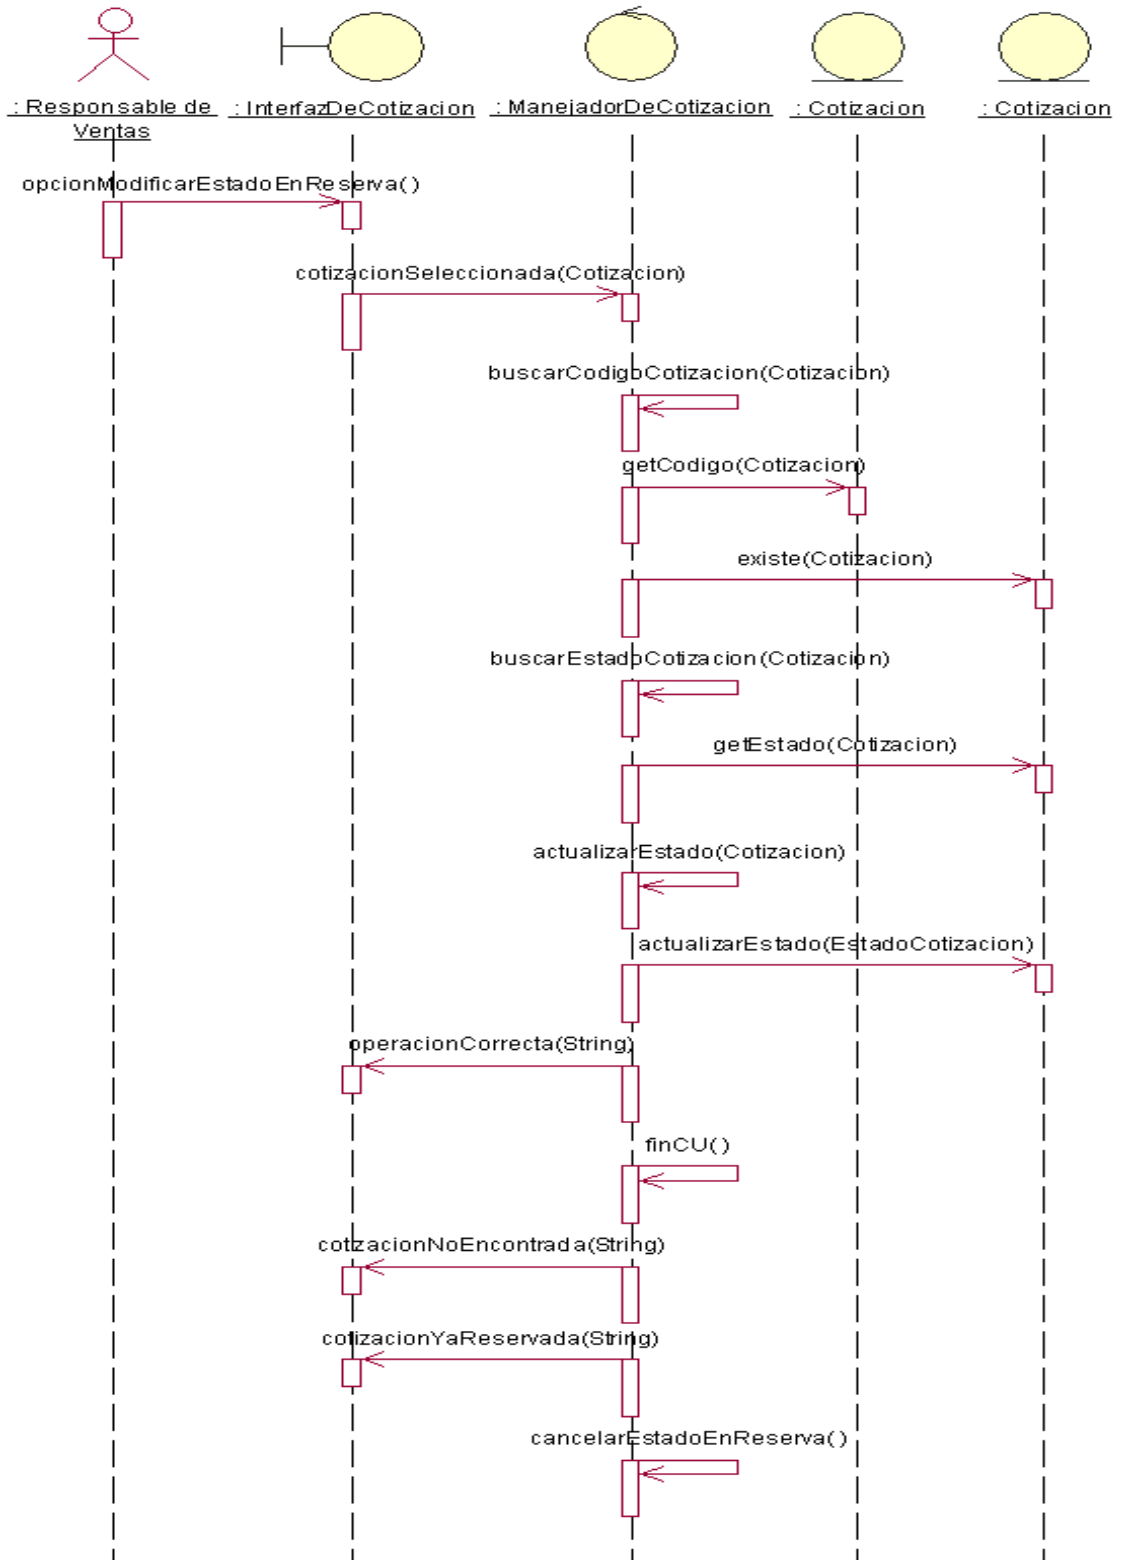 : Responsable de
Ventas
: InterfazDeCotizacion
: ManejadorDeCotizacion
: Cotizacion
: Cotizacion
opcionModificarEstadoEnReserva()
cotizacionSeleccionada(Cotizacion)
buscarCodigoCotizacion(Cotizacion)
getCodigo(Cotizacion)
existe(Cotizacion)
buscarEstadoCotizacion(Cotizacion)
getEstado(Cotizacion)
actualizarEstado(Cotizacion)
actualizarEstado(EstadoCotizacion)
operacionCorrecta(String)
finCU()
cotizacionNoEncontrada(String)
cotizacionYaReservada(String)
cancelarEstadoEnReserva()